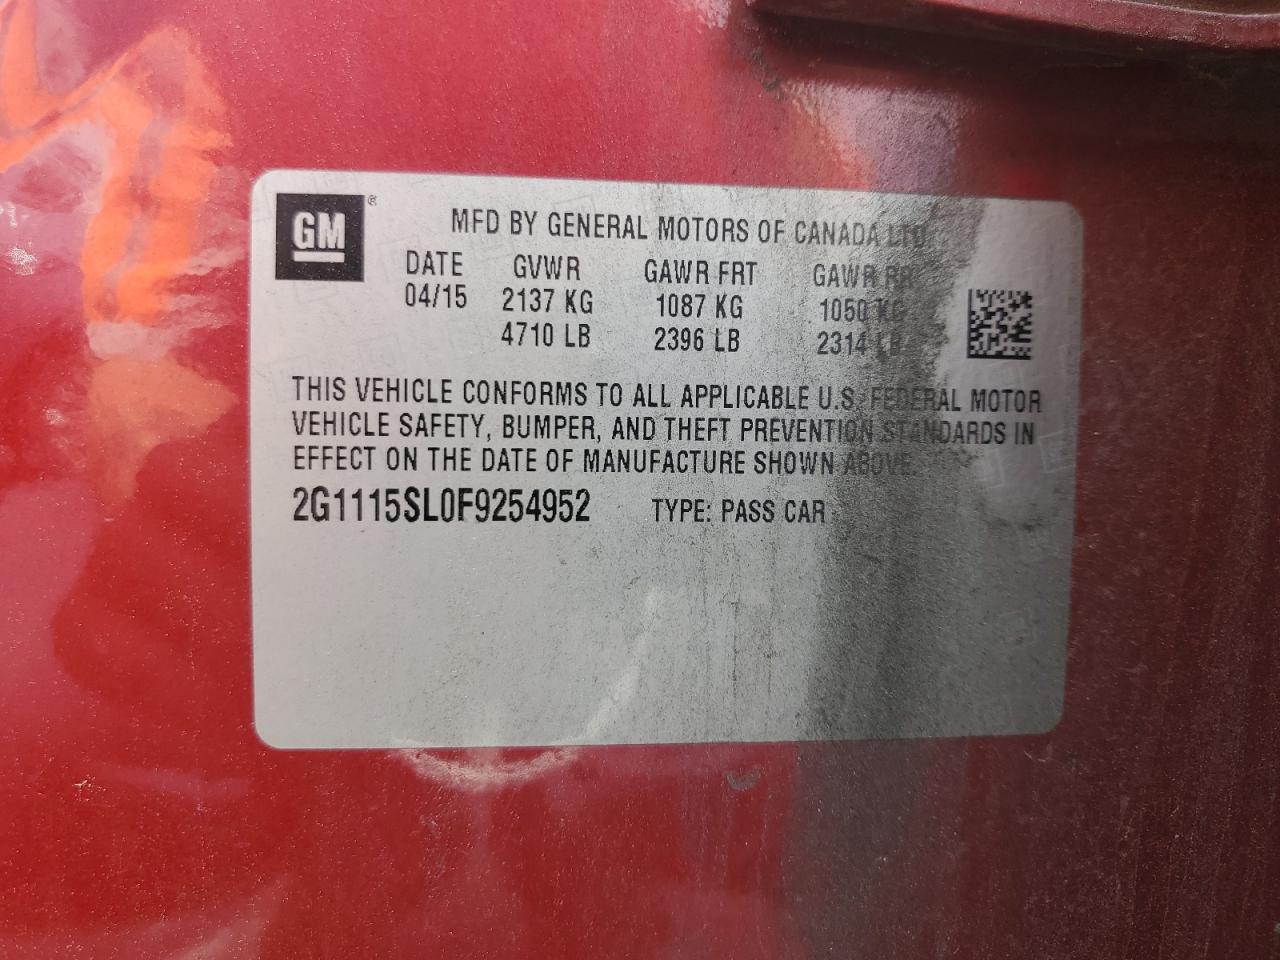 GM ®
MFD BY GENERAL MOTORS OF CANADA LTD.
DATE GVWR GAWR FRT GAWR RR
04/15 2137 KG 1087 KG 1050 KG
4710 LB 2396 LB 2314 LB
THIS VEHICLE CONFORMS TO ALL APPLICABLE U.S. FEDERAL MOTOR
VEHICLE SAFETY, BUMPER, AND THEFT PREVENTION STANDARDS IN
EFFECT ON THE DATE OF MANUFACTURE SHOWN ABOVE.
2G1115SL0F9254952 TYPE: PASS CAR